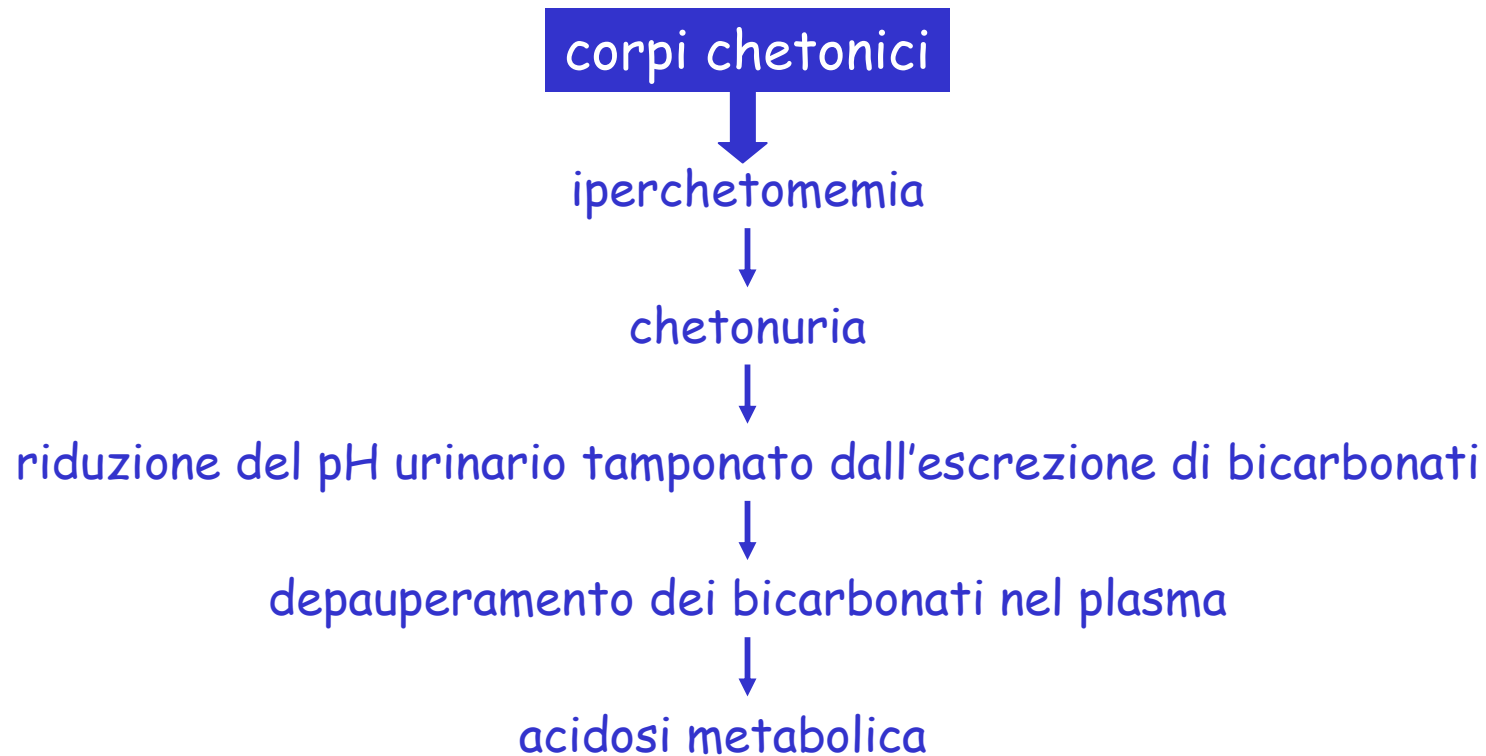 corpi chetonici
iperchetomemia
chetonuria
riduzione del pH urinario tamponato dall'escrezione di bicarbonati
depauperamento dei bicarbonati nel plasma
acidosi metabolica